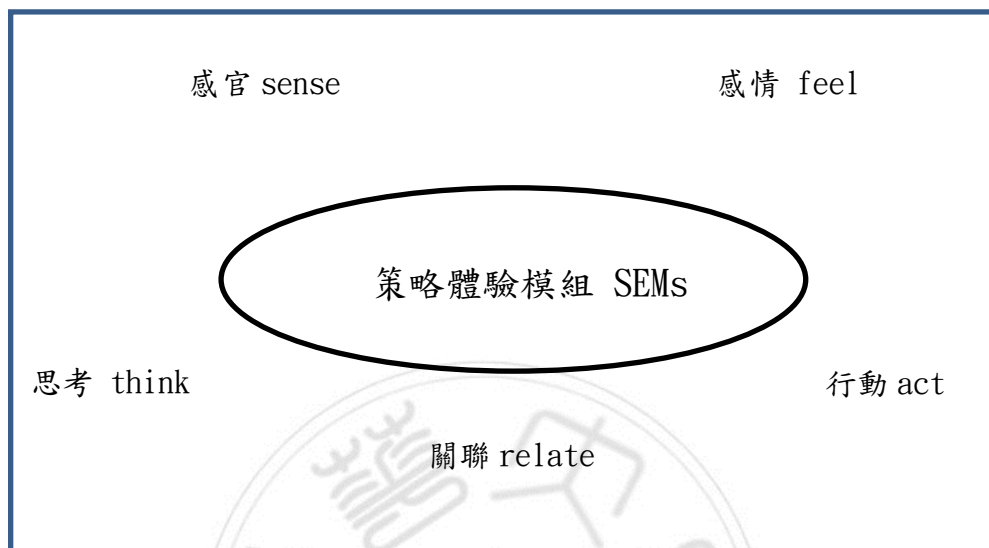 感官 sense
感情 feel
策略體驗模組 SEMs
思考 think
行動 act
關聯 relate